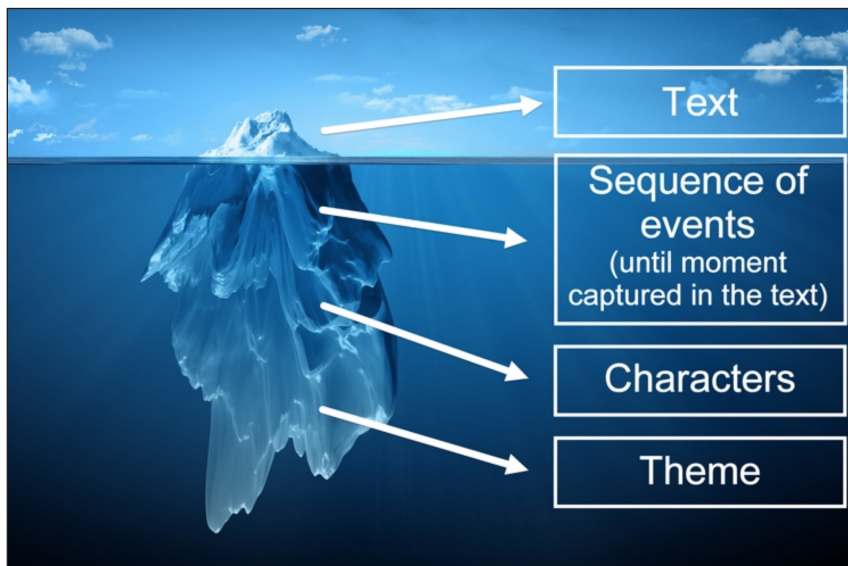 Text
Sequence of
events
(until moment
captured in the text)
Characters
Theme